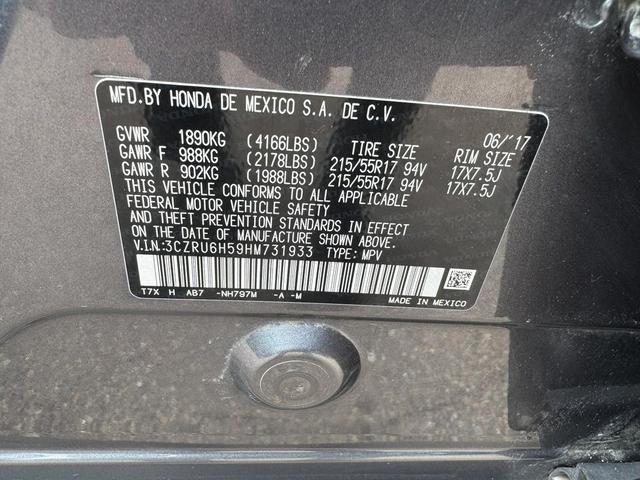 MFD.BY HONDA DE MEXICO S.A. DE C.V.
06/'17
GVWR 1890KG (4166LBS) TIRE SIZE RIM SIZE
GAWR F 988KG (2178LBS) 215/55R17 94V 17X7.5J
GAWR R 902KG (1988LBS) 215/55R17 94V 17X7.5J
THIS VEHICLE CONFORMS TO ALL APPLICABLE
FEDERAL MOTOR VEHICLE SAFETY
AND THEFT PREVENTION STANDARDS IN EFFECT
ON THE DATE OF MANUFACTURE SHOWN ABOVE.
V.I.N.:3CZRU6H59HM731933 TYPE: MPV
T7X H AB7 -NH797M -A -M
MADE IN MEXICO